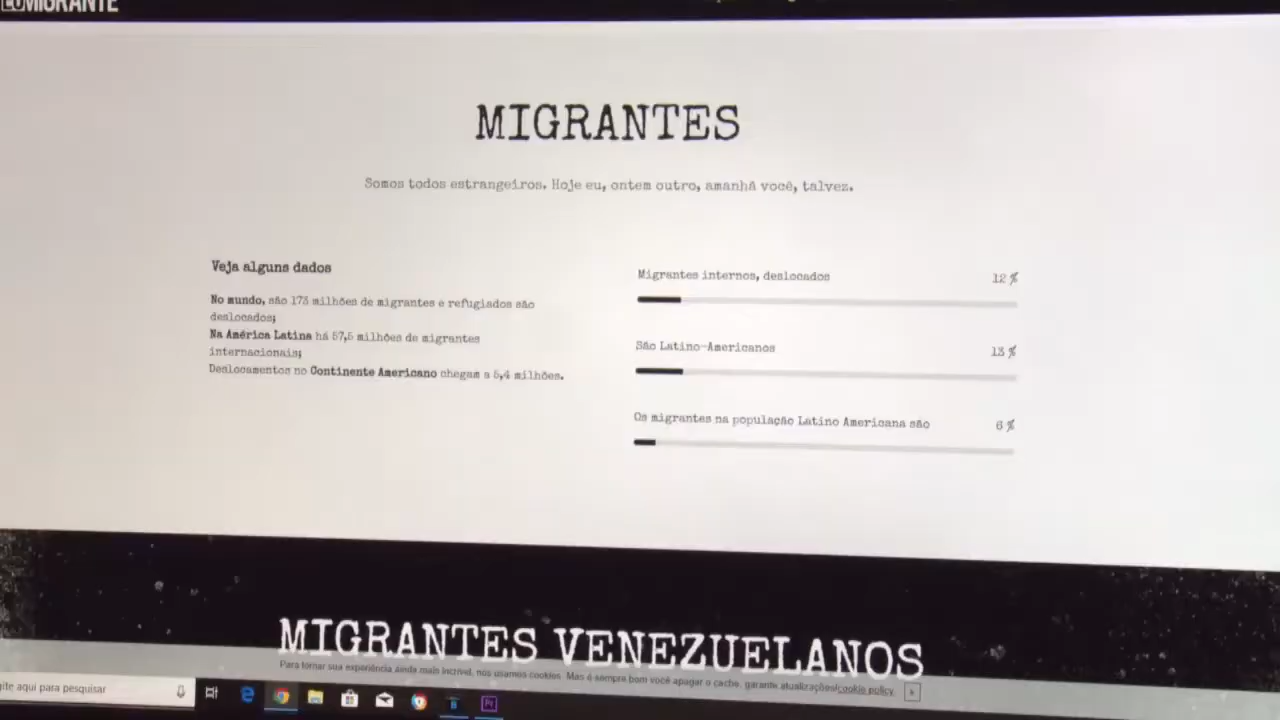 EUMIGRANTE
MIGRANTES
Somos todos estrangeiros. Hoje eu, ontem outro, amanhã você, talvez.
Veja alguns dados
No mundo, são 173 milhões de migrantes e refugiados são
deslocados;
Na América Latina há 57,5 milhões de migrantes
internacionais;
Deslocamentos no Continente Americano chegam a 5,4 milhões.
Migrantes internos, deslocados 12 %
São Latino-Americanos 13 %
Os migrantes na população Latino Americana são 6 %
MIGRANTES VENEZUELANOS
Para tornar sua experiência ainda mais incrível, nós usamos cookies. Mas é sempre bom você apagar o cache, garante atualizações!cookie policy. x
gite aqui para pesquisar
Pr